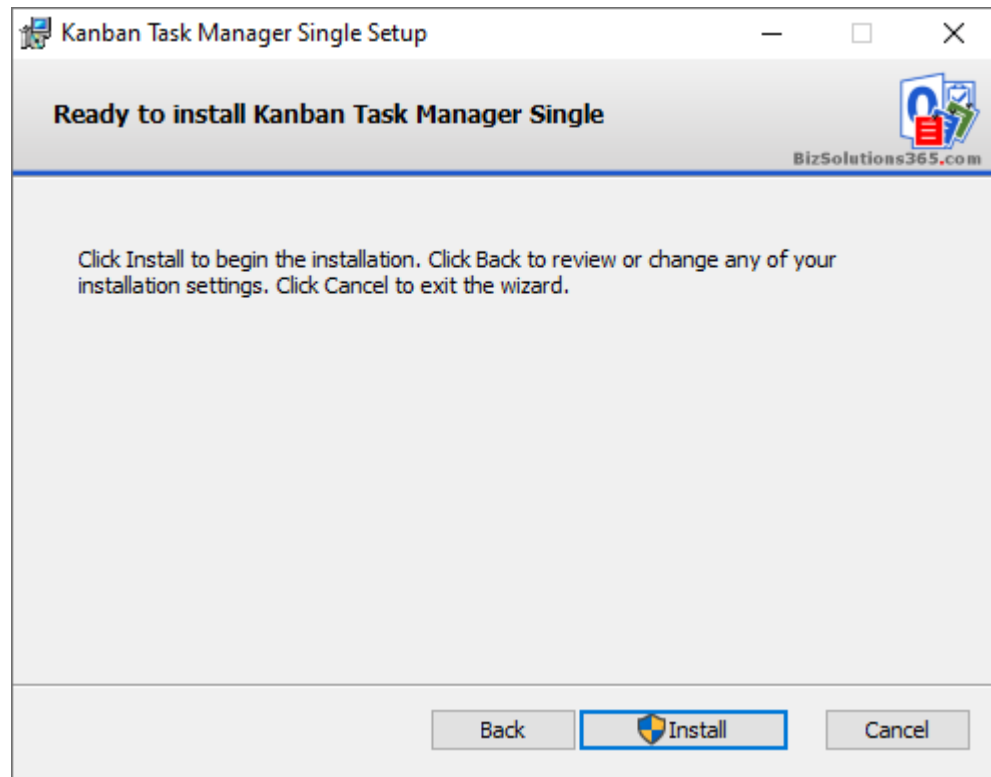 Kanban Task Manager Single Setup
Ready to install Kanban Task Manager Single
BizSolutions365.com
Click Install to begin the installation. Click Back to review or change any of your
installation settings. Click Cancel to exit the wizard.
Back
Install
Cancel